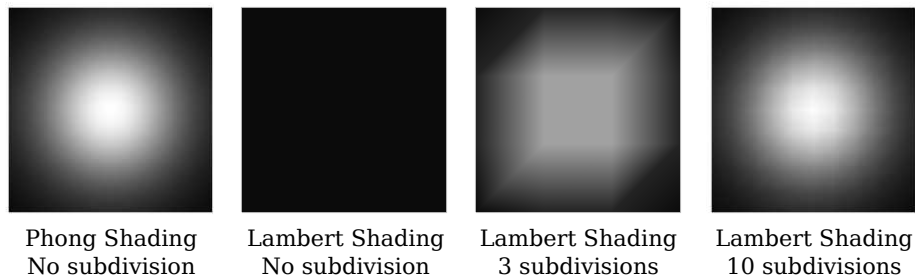 Phong Shading
No subdivision
Lambert Shading
No subdivision
Lambert Shading
3 subdivisions
Lambert Shading
10 subdivisions